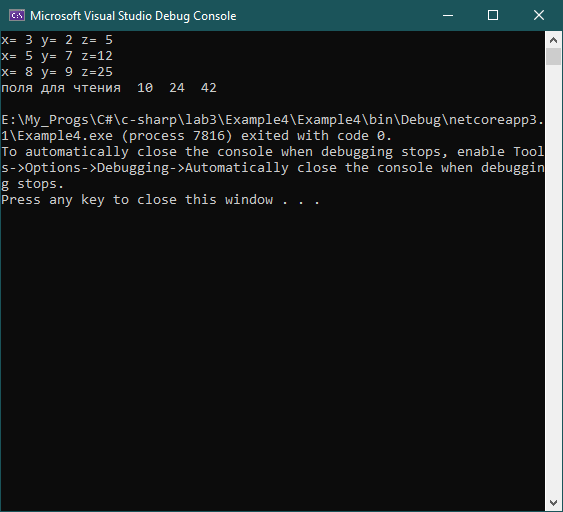 Microsoft Visual Studio Debug Console
x= 3 y= 2 z= 5
x= 5 y= 7 z=12
x= 8 y= 9 z=25
поля для чтения  10  24  42
E:\My_Progs\C#\c-sharp\lab3\Example4\Example4\bin\Debug\netcoreapp3.
1\Example4.exe (process 7816) exited with code 0.
To automatically close the console when debugging stops, enable Tool
s->Options->Debugging->Automatically close the console when debuggin
g stops.
Press any key to close this window . . .